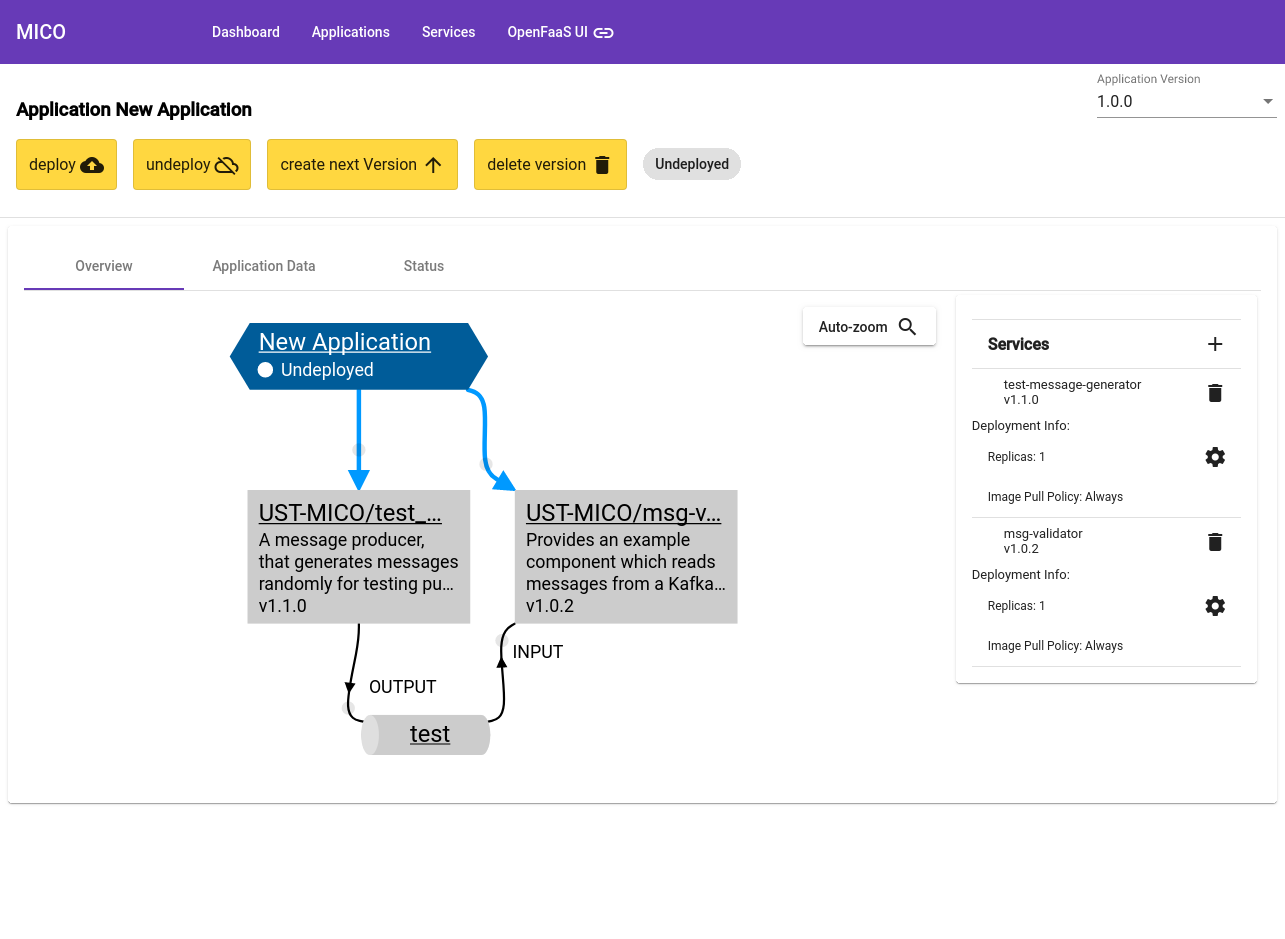 MICO
Dashboard
Applications
Services
OpenFaaS UI
Application Version
1.0.0
Application New Application
deploy
undeploy
create next Version
delete version
Undeployed
Overview
Application Data
Status
New Application
Undeployed
Auto-zoom
UST-MICO/test_...
A message producer,
that generates messages
randomly for testing pu...
v1.1.0
UST-MICO/msg-v...
Provides an example
component which reads
messages from a Kafka...
v1.0.2
INPUT
OUTPUT
test
Services
test-message-generator
v1.1.0
Deployment Info:
Replicas: 1
Image Pull Policy: Always
msg-validator
v1.0.2
Deployment Info:
Replicas: 1
Image Pull Policy: Always